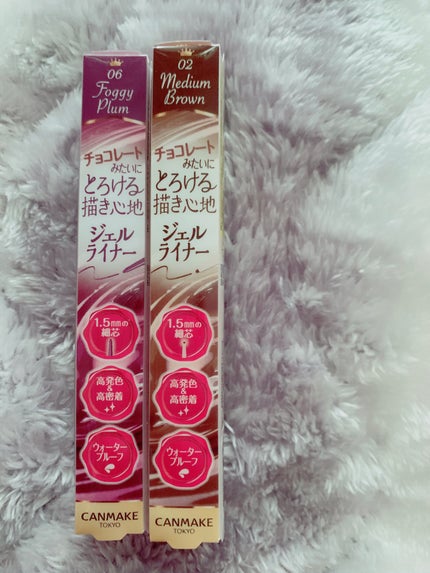 06
Foggy
Plum
チョコレート
みたいに
とろける
描き心地
ジェル
ライナー
1.5mmの
細芯
高発色
&
高密着
ウォーター
プルーフ
CANMAKE
TOKYO
02
Medium
Brown
チョコレート
みたいに
とろける
描き心地
ジェル
ライナー
1.5mmの
細芯
高発色
&
高密着
ウォーター
プルーフ
CANMAKE
TOKYO